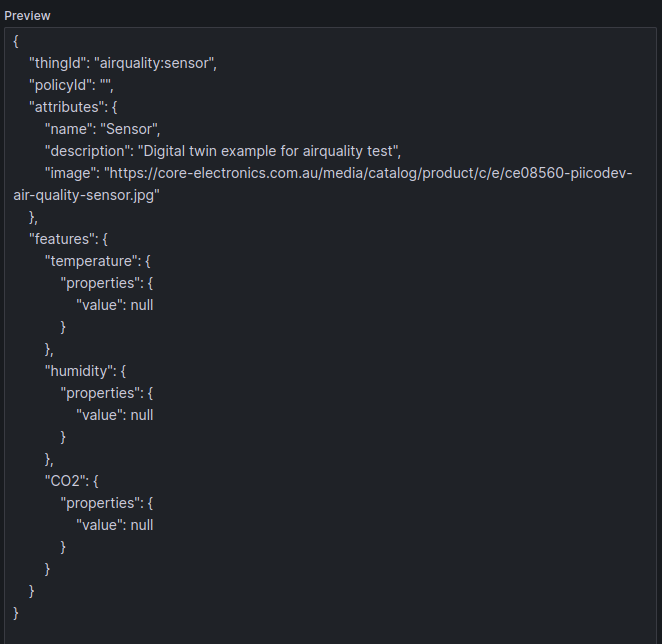 Preview
{
"thingId": "airquality:sensor",
"policyId": "",
"attributes": {
"name": "Sensor",
"description": "Digital twin example for airquality test",
"image": "https://core-electronics.com.au/media/catalog/product/c/e/ce08560-piicodev-
air-quality-sensor.jpg"
},
"features": {
"temperature": {
"properties": {
"value": null
}
},
"humidity": {
"properties": {
"value": null
}
},
"CO2": {
"properties": {
"value": null
}
}
}
}